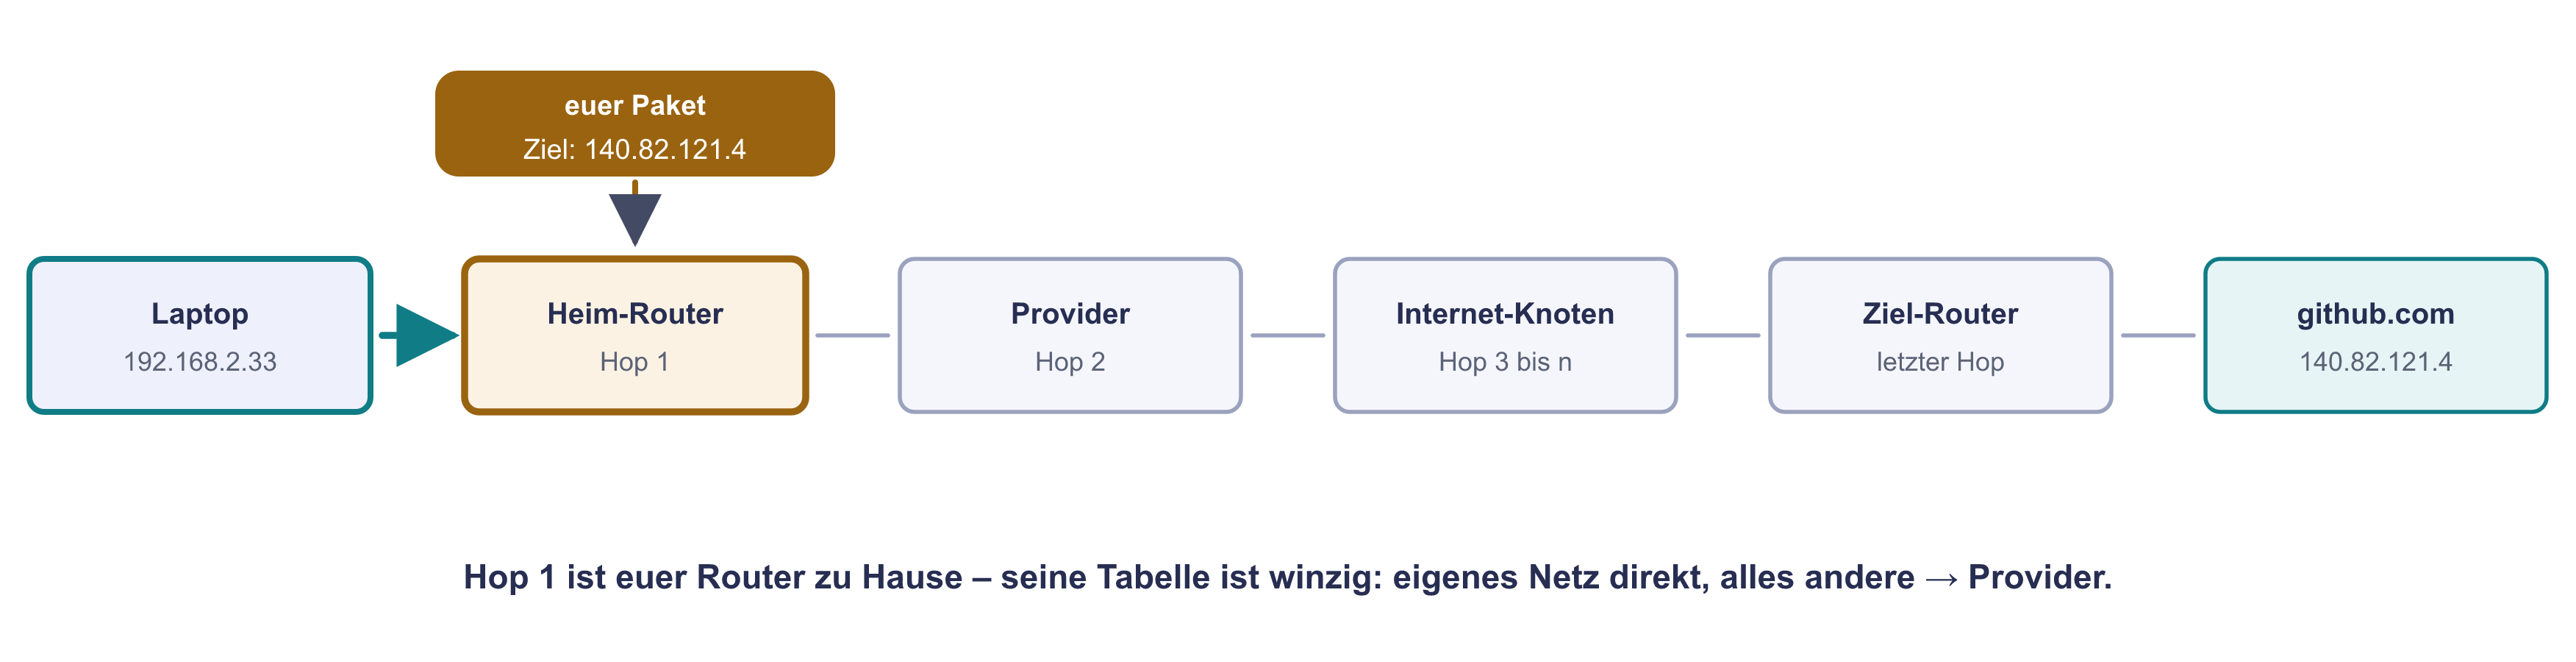 euer Paket
Ziel: 140.82.121.4
Laptop
192.168.2.33
Heim-Router
Hop 1
Provider
Hop 2
Internet-Knoten
Hop 3 bis n
Ziel-Router
letzter Hop
github.com
140.82.121.4
Hop 1 ist euer Router zu Hause – seine Tabelle ist winzig: eigenes Netz direkt, alles andere → Provider.